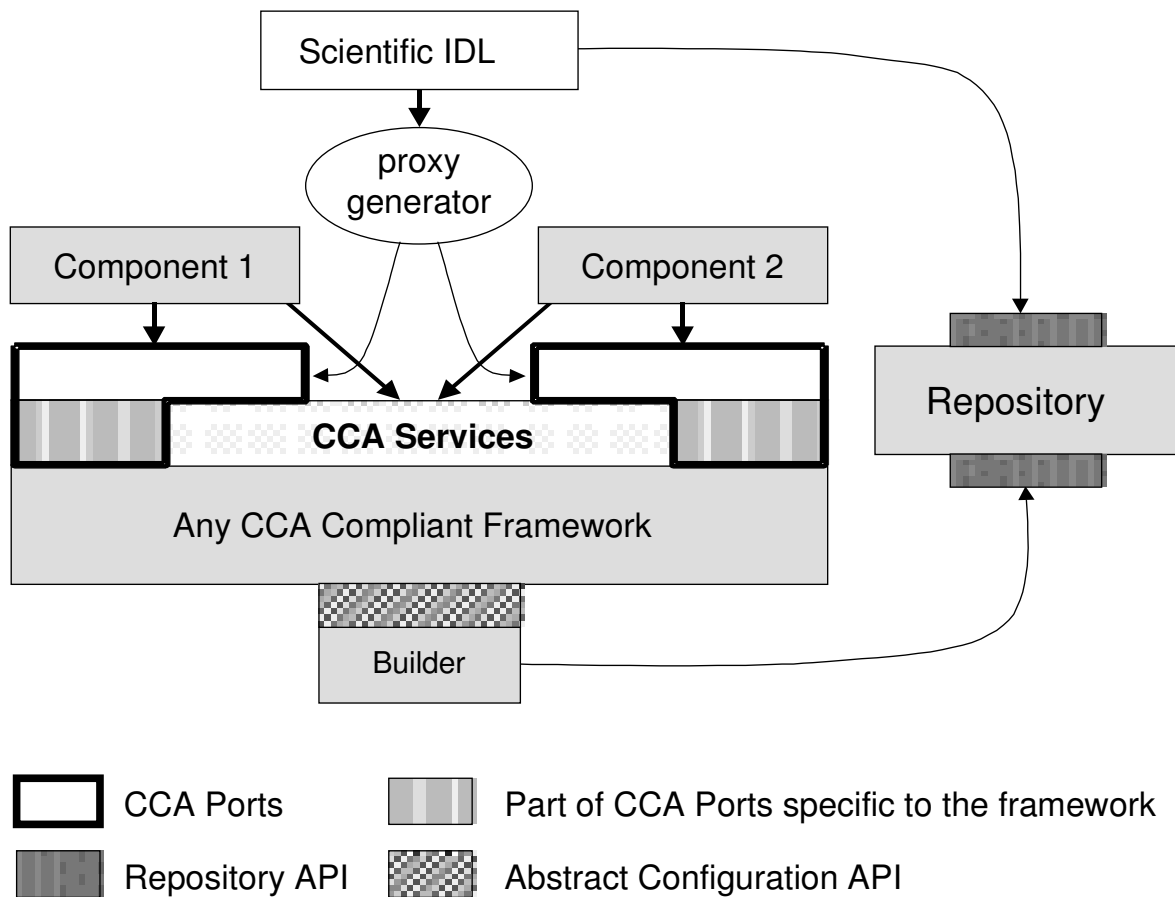 Scientific IDL
proxy
generator
Component 1
Component 2
CCA Services
Repository
Any CCA Compliant Framework
Builder
CCA Ports
Part of CCA Ports specific to the framework
Repository API
Abstract Configuration API